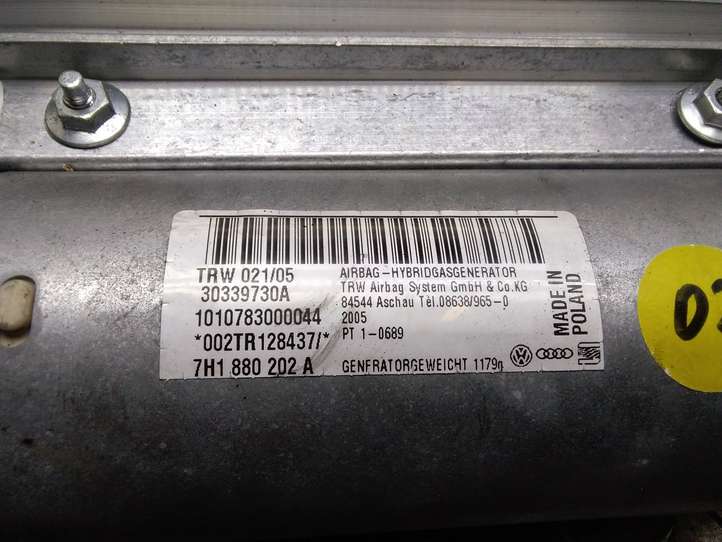 TRW 021/05
30339730A
1010783000044
*002TR128437/*
7H1 880 202 A
AIRBAG-HYBRIDGASGENERATOR
TRW Airbag System GmbH & Co.KG
84544 Aschau Tel.08638/965-0
2005
PT 1-0689
GENFRATORGEWEICHT 1179g
MADE IN
POLAND